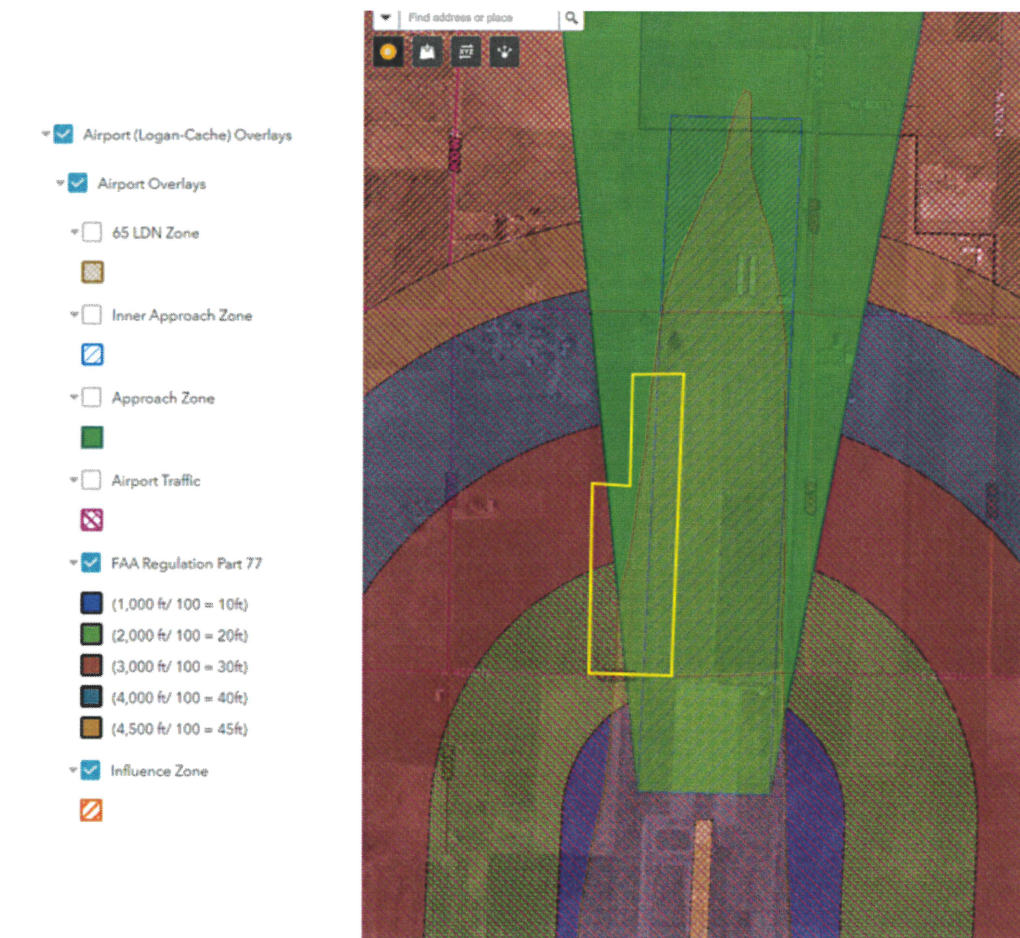 Find address or place
XYZ
Airport (Logan-Cache) Overlays
Airport Overlays
65 LDN Zone
Inner Approach Zone
Approach Zone
Airport Traffic
FAA Regulation Part 77
(1,000 ft/ 100 = 10ft)
(2,000 ft/ 100 = 20ft)
(3,000 ft/ 100 = 30ft)
(4,000 ft/ 100 = 40ft)
(4,500 ft/ 100 = 45ft)
Influence Zone